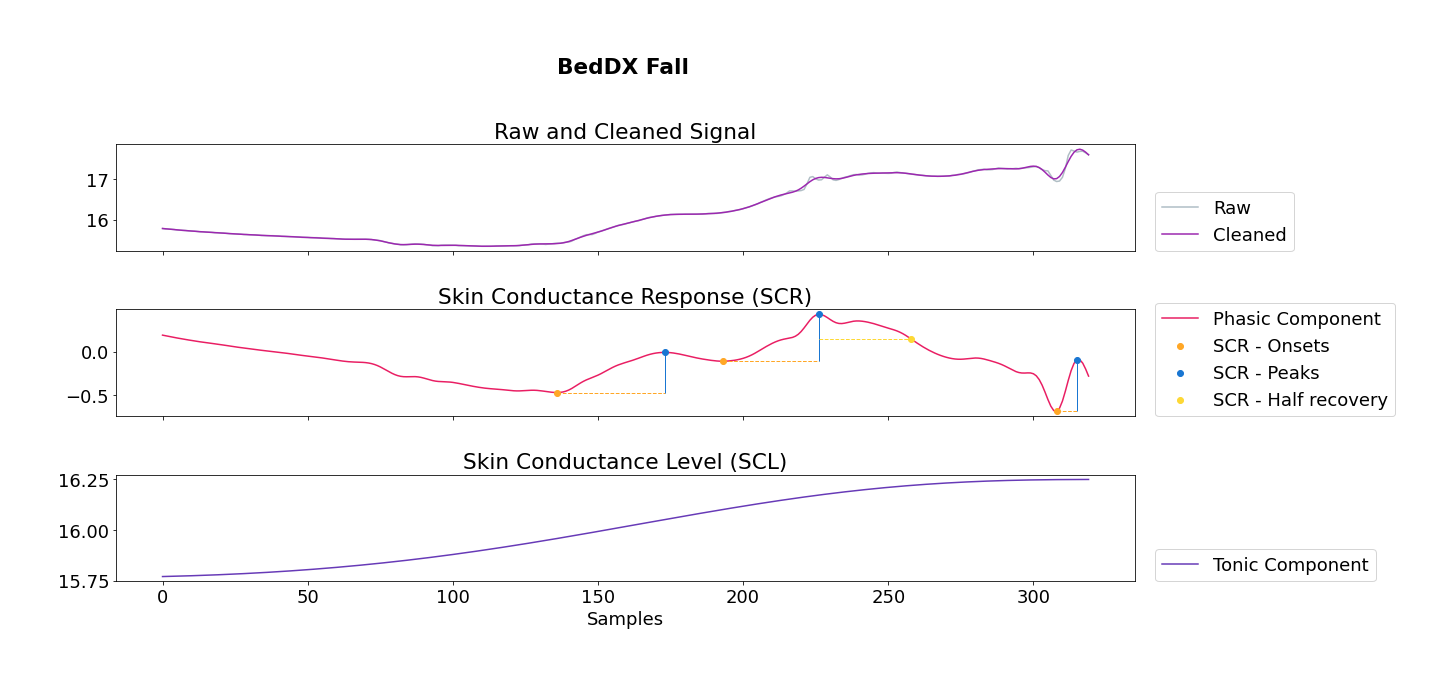 BedDX Fall
Raw and Cleaned Signal
17
16
Raw
Cleaned
Skin Conductance Response (SCR)
0.0
−0.5
Phasic Component
SCR - Onsets
SCR - Peaks
SCR - Half recovery
Skin Conductance Level (SCL)
16.25
16.00
15.75
Tonic Component
0 50 100 150 200 250 300
Samples